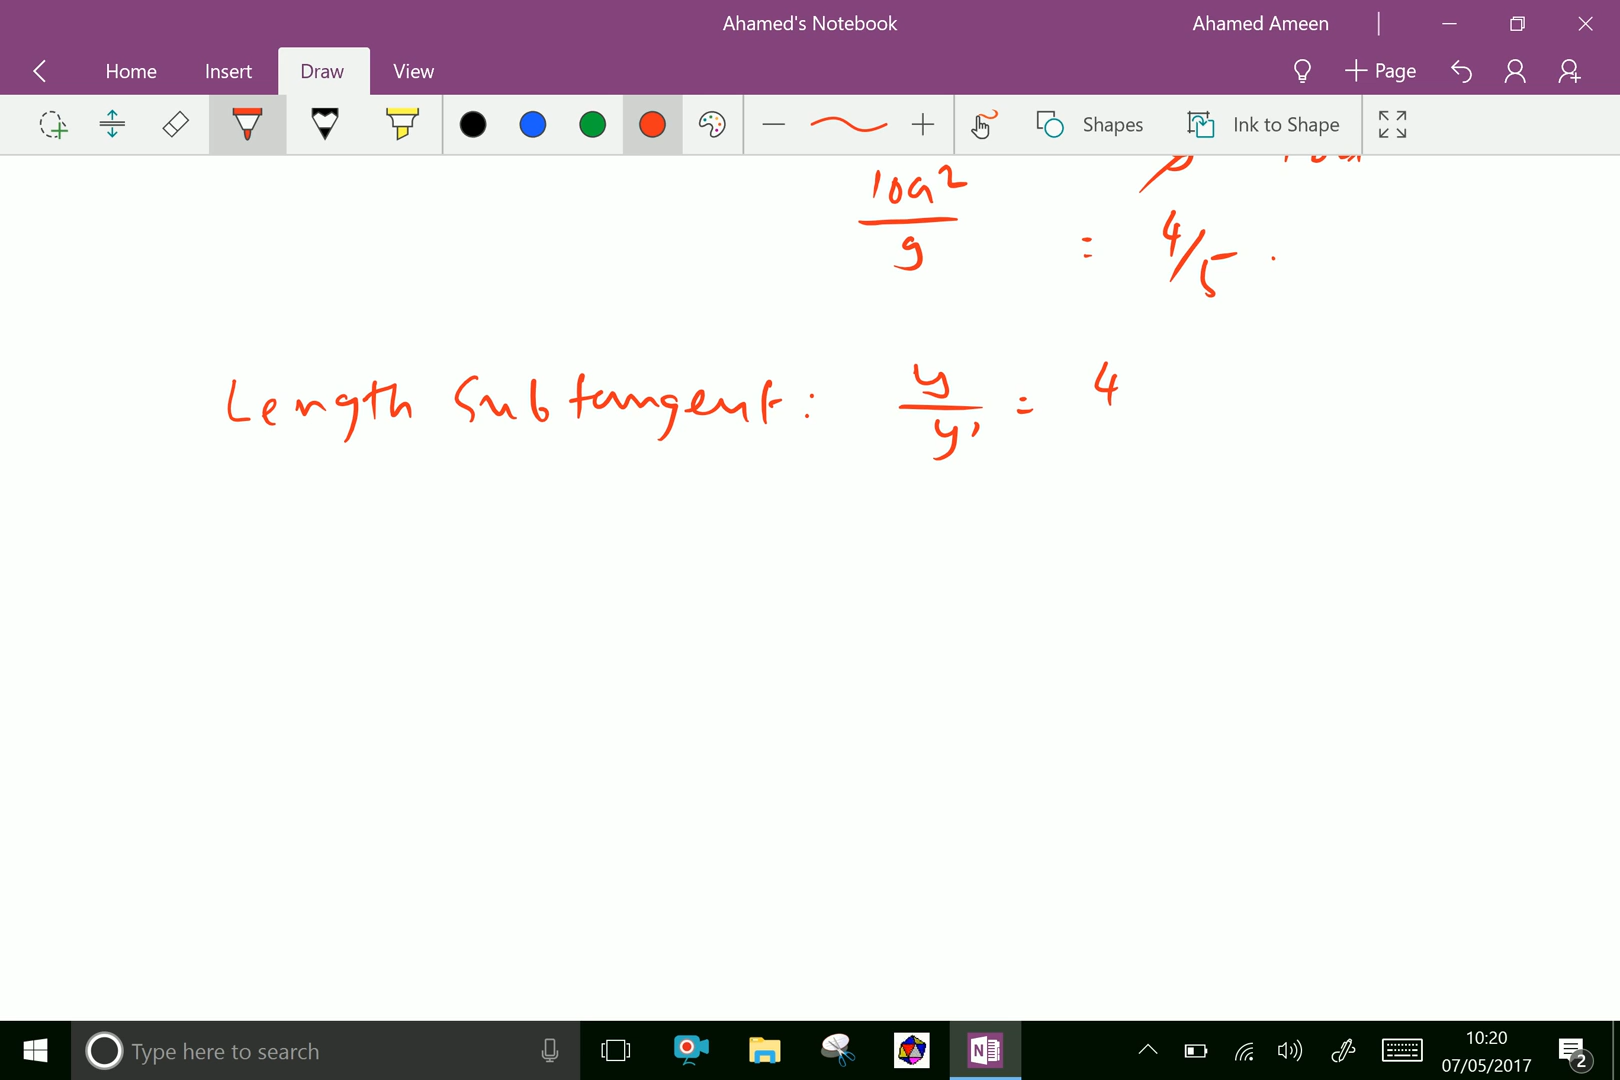 Ahamed's Notebook Ahamed Ameen
Home Insert Draw View + Page
Shapes Ink to Shape
10a²
9
= 4/5 .
Length Subtangent : y/y' = 4
Type here to search
N
10:20
07/05/2017
2